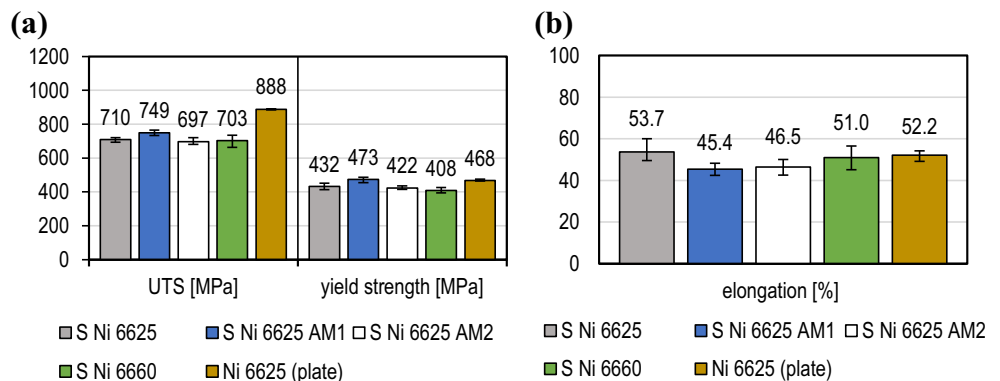 (a)
1200
1000
800
600
400
200
0
710
749
697
703
888
432
473
422
408
468
UTS [MPa]
yield strength [MPa]
S Ni 6625
S Ni 6625 AM1
S Ni 6625 AM2
S Ni 6660
Ni 6625 (plate)
(b)
100
80
60
40
20
0
53.7
45.4
46.5
51.0
52.2
elongation [%]
S Ni 6625
S Ni 6625 AM1
S Ni 6625 AM2
S Ni 6660
Ni 6625 (plate)